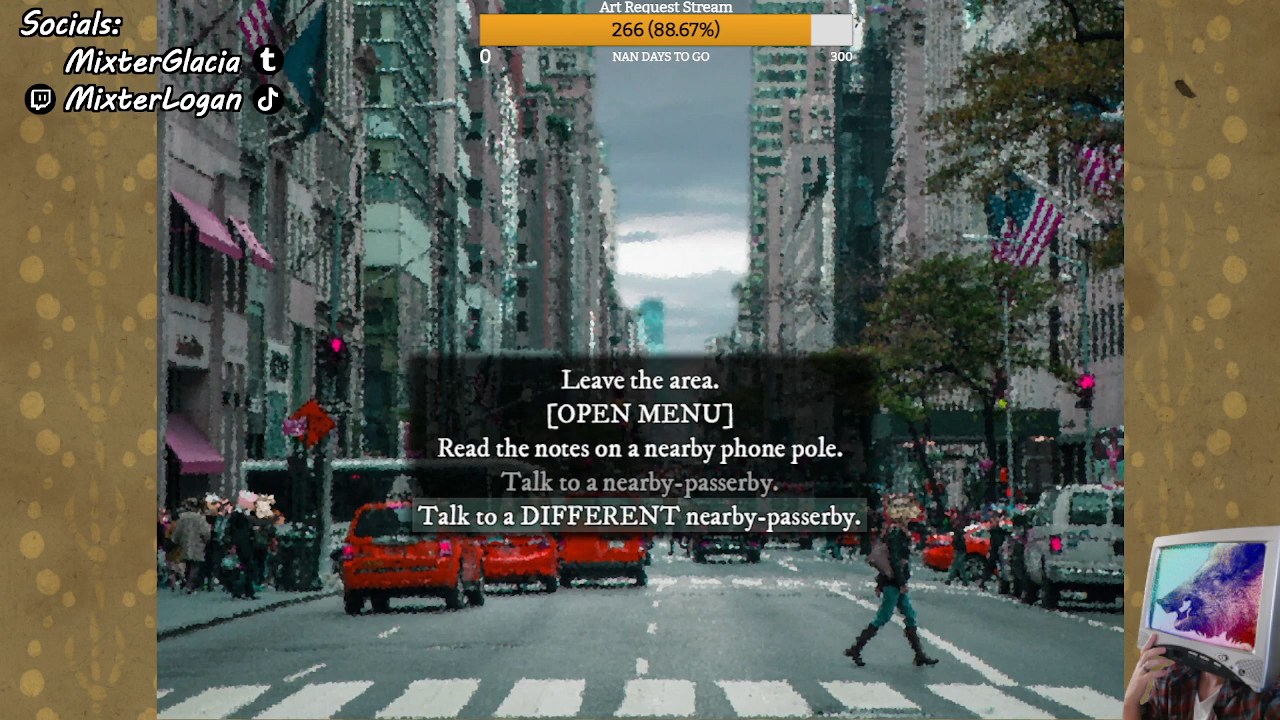 Socials:
MixterGlacia
MixterLogan
Art Request Stream
266 (88.67%)
0
NAN DAYS TO GO
300
Leave the area.
[OPEN MENU]
Read the notes on a nearby phone pole.
Talk to a nearby-passerby.
Talk to a DIFFERENT nearby-passerby.